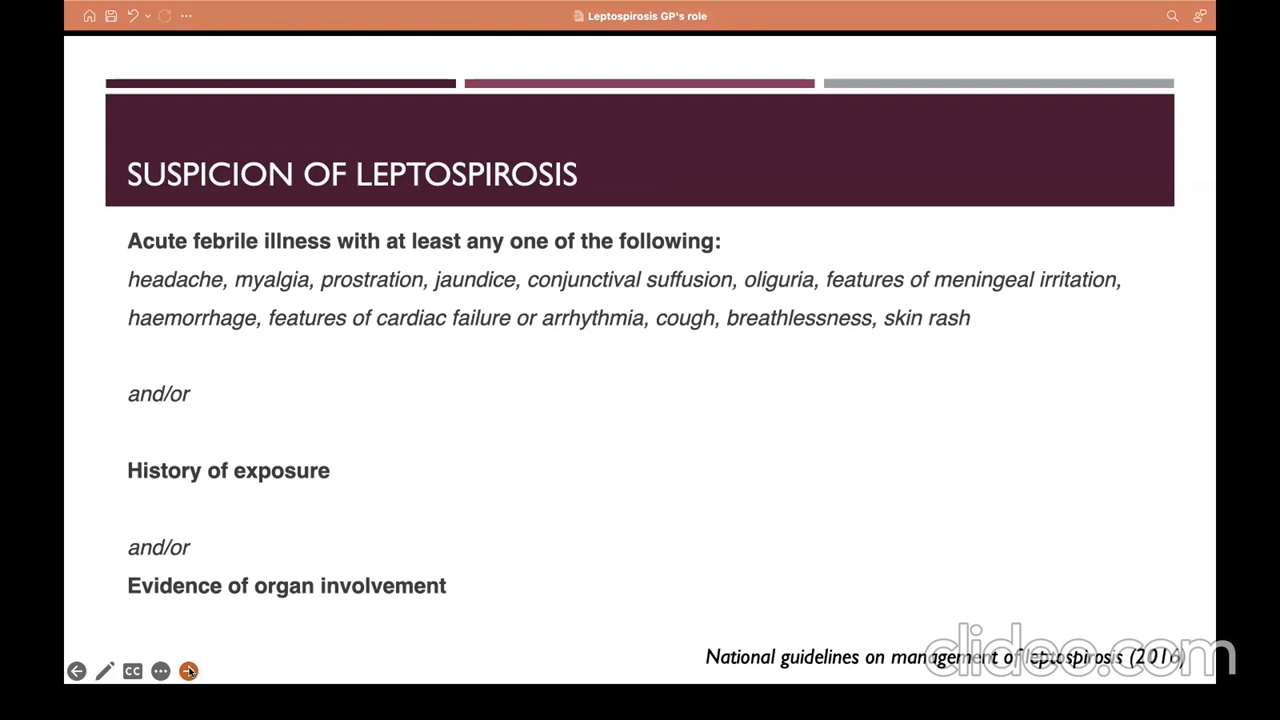 Leptospirosis GP's role
SUSPICION OF LEPTOSPIROSIS
Acute febrile illness with at least any one of the following:
headache, myalgia, prostration, jaundice, conjunctival suffusion, oliguria, features of meningeal irritation,
haemorrhage, features of cardiac failure or arrhythmia, cough, breathlessness, skin rash
and/or
History of exposure
and/or
Evidence of organ involvement
National guidelines on management of leptospirosis (2016)
clideo.com
CC